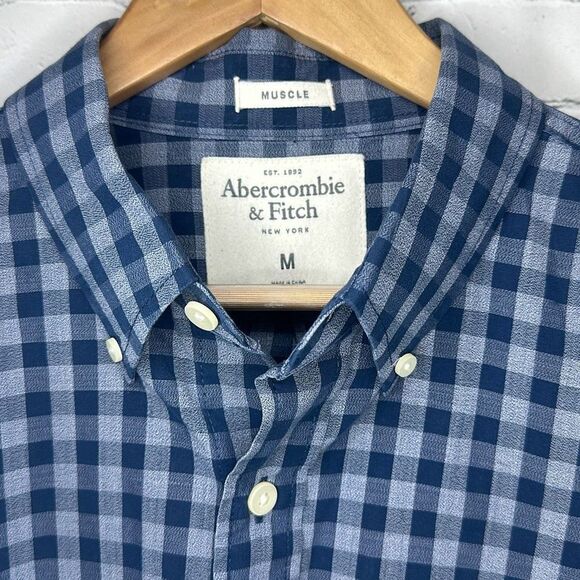 MUSCLE
EST. 1892
Abercrombie
& Fitch
NEW YORK
M
MADE IN CHINA